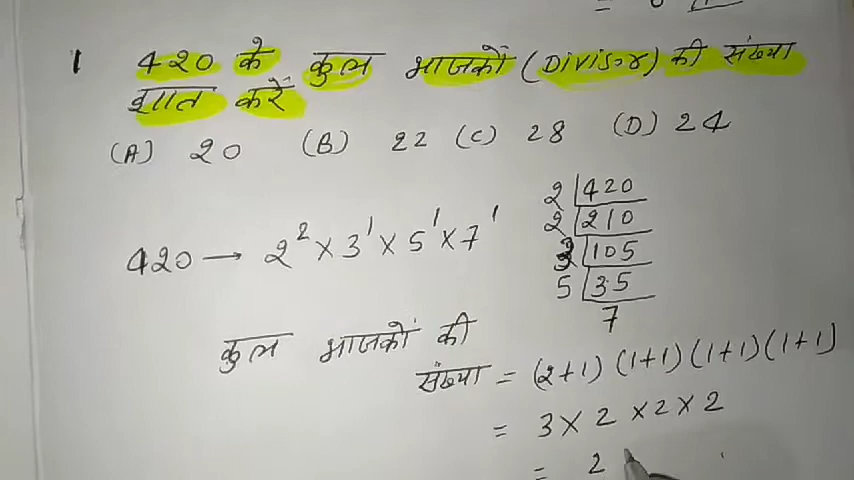 1 420 के कुल भाजकों (Divisor) की संख्या
ज्ञात करें
(A) 20 (B) 22 (C) 28 (D) 24
2 420
2 210
3 105
5 35
7
420 → 2² × 3¹ × 5¹ × 7¹
कुल भाजकों की
संख्या = (2+1) (1+1) (1+1) (1+1)
= 3 × 2 × 2 × 2
= 2